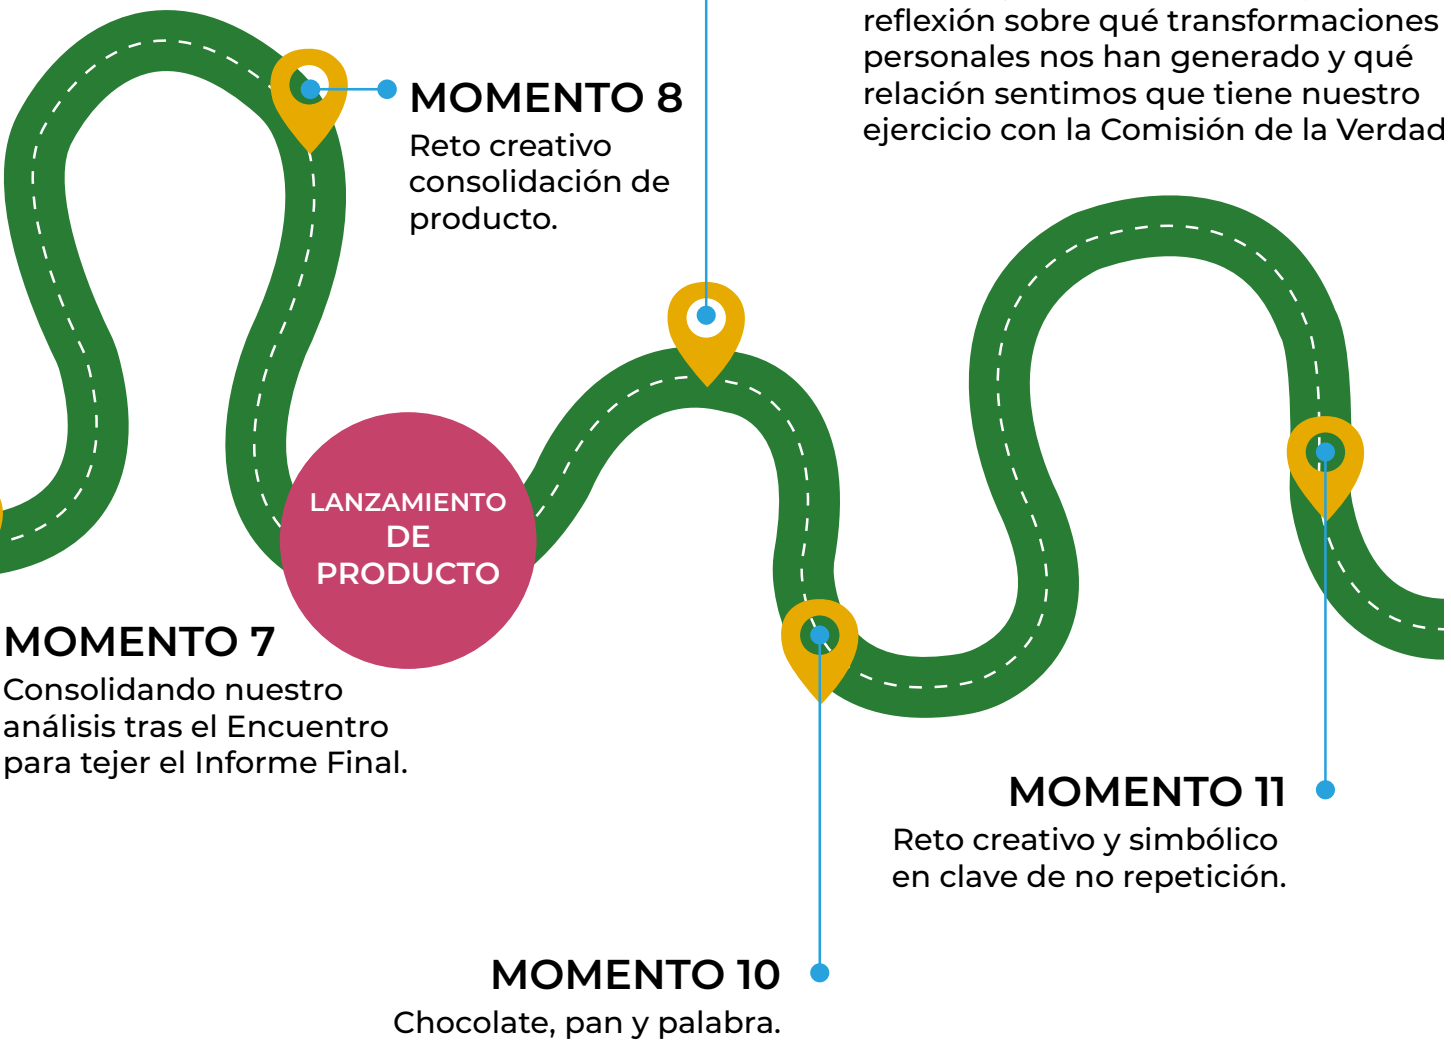 reflexión sobre qué transformaciones
personales nos han generado y qué
relación sentimos que tiene nuestro
ejercicio con la Comisión de la Verdad
MOMENTO 8
Reto creativo
consolidación de
producto.
LANZAMIENTO
DE
PRODUCTO
MOMENTO 7
Consolidando nuestro
análisis tras el Encuentro
para tejer el Informe Final.
MOMENTO 11
Reto creativo y simbólico
en clave de no repetición.
MOMENTO 10
Chocolate, pan y palabra.